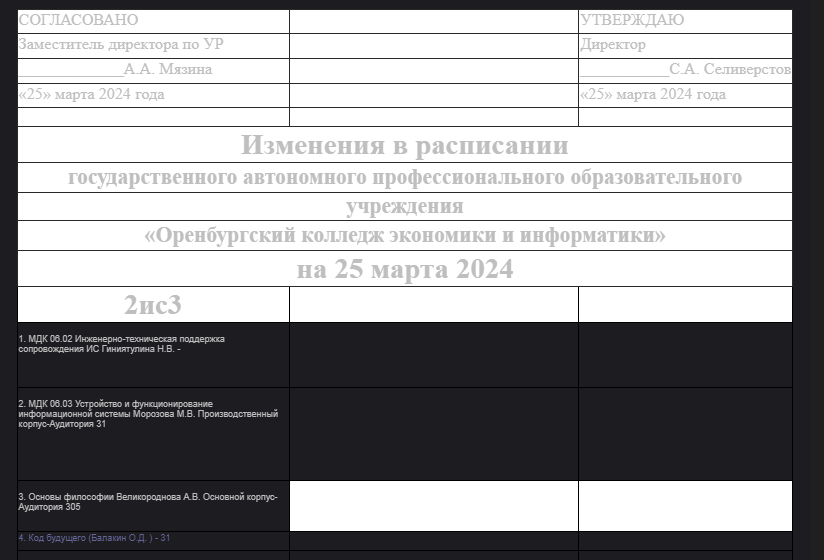 СОГЛАСОВАНО УТВЕРЖДАЮ
Заместитель директора по УР Директор
_____________А.А. Мязина ___________С.А. Селиверстов
«25» марта 2024 года «25» марта 2024 года
Изменения в расписании
государственного автономного профессионального образовательного
учреждения
«Оренбургский колледж экономики и информатики»
на 25 марта 2024
2ис3
1. МДК 06.02 Инженерно-техническая поддержка
сопровождения ИС Гиниятулина Н.В. -
2. МДК 06.03 Устройство и функционирование
информационной системы Морозова М.В. Производственный
корпус-Аудитория 31
3. Основы философии Великороднова А.В. Основной корпус-
Аудитория 305
4. Код будущего (Балакин О.Д. ) - 31